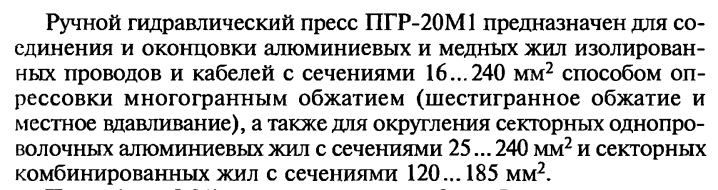 Ручной гидравлический пресс ПГР-20М1 предназначен для со-
единения и оконцовки алюминиевых и медных жил изолирован-
ных проводов и кабелей с сечениями 16...240 мм² способом оп-
рессовки многогранным обжатием (шестигранное обжатие и
местное вдавливание), а также для округления секторных однопро-
волочных алюминиевых жил с сечениями 25...240 мм² и секторных
комбинированных жил с сечениями 120...185 мм².